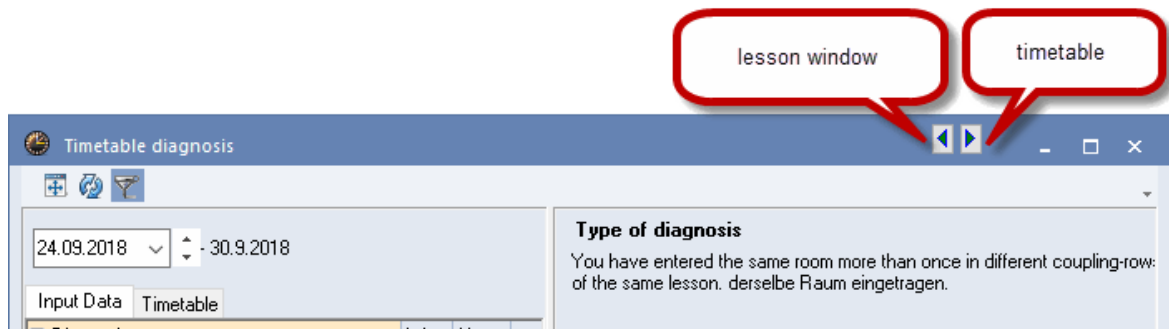 lesson window
timetable
Timetable diagnosis
24.09.2018
- 30.9.2018
Type of diagnosis
You have entered the same room more than once in different coupling-row
of the same lesson. derselbe Raum eingetragen.
Input Data
Timetable